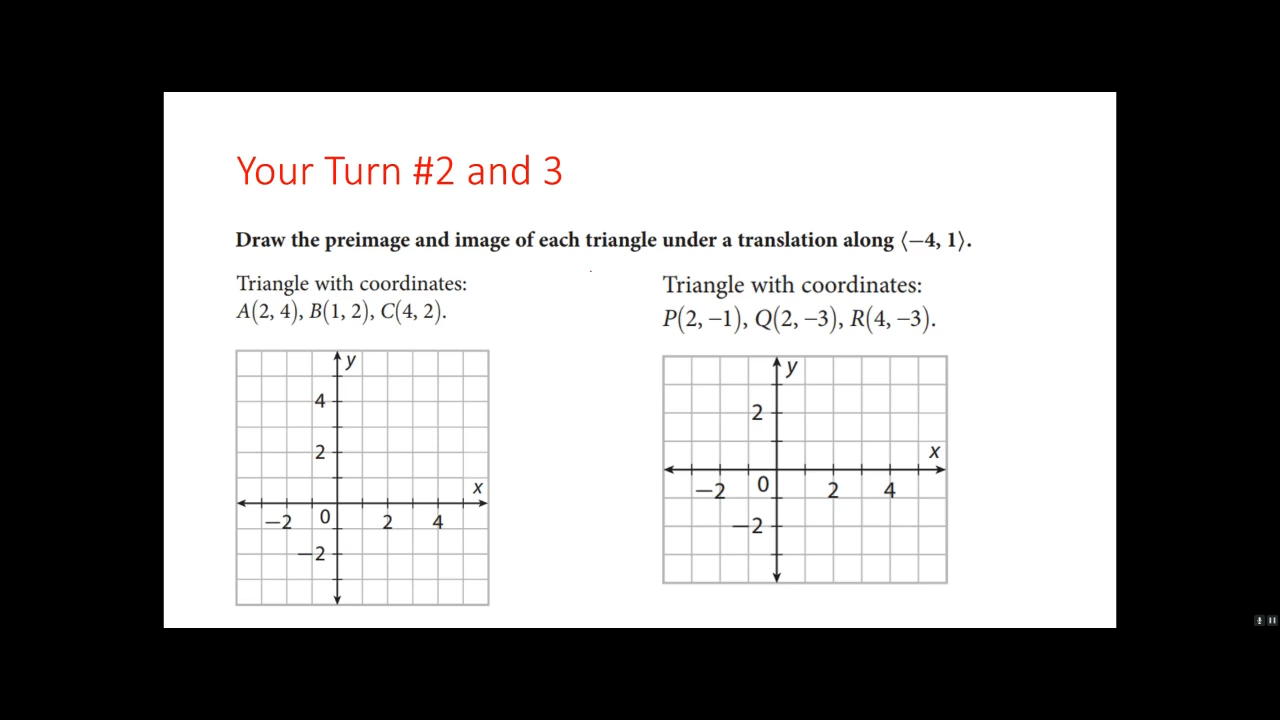 Your Turn #2 and 3
Draw the preimage and image of each triangle under a translation along ⟨−4, 1⟩.
Triangle with coordinates:
A(2, 4), B(1, 2), C(4, 2).
y
4
2
x
−2
0
2
4
−2
Triangle with coordinates:
P(2, −1), Q(2, −3), R(4, −3).
y
2
x
−2
0
2
4
−2